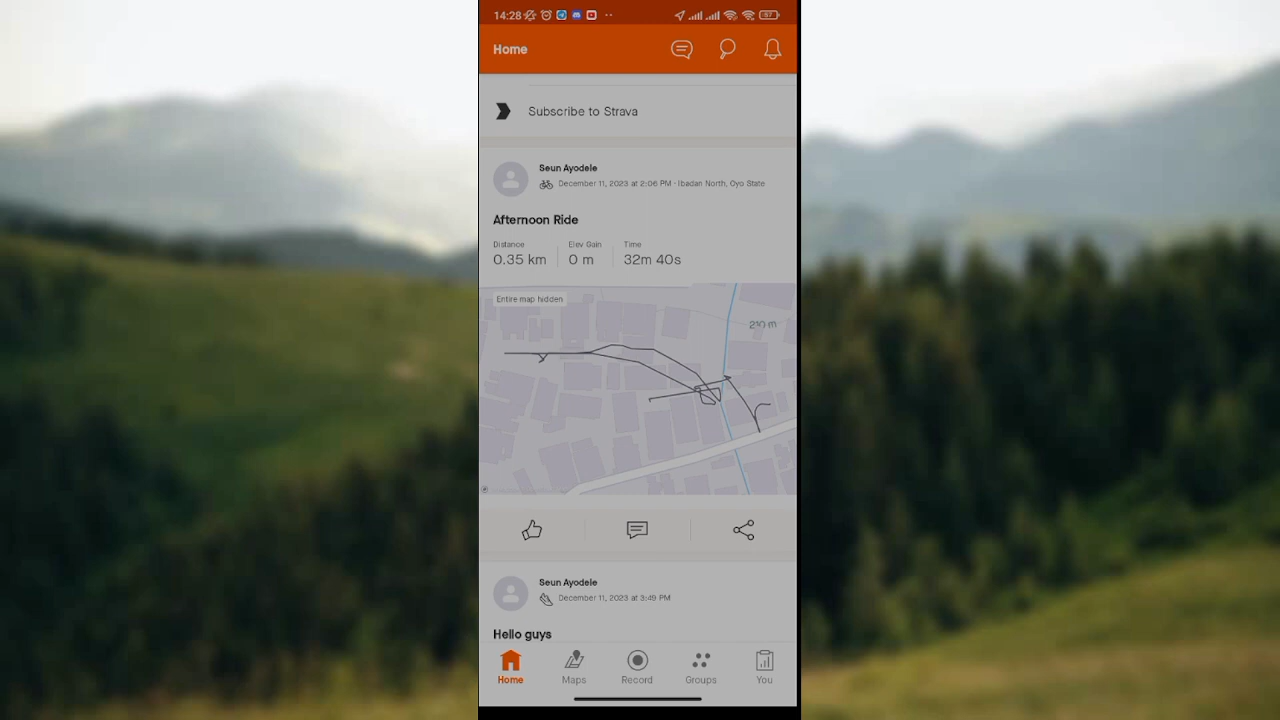 14:28
57
Home
Subscribe to Strava
Seun Ayodele
December 11, 2023 at 2:06 PM · Ibadan North, Oyo State
Afternoon Ride
Distance Elev Gain Time
0.35 km 0 m 32m 40s
Entire map hidden
Seun Ayodele
December 11, 2023 at 3:49 PM
Hello guys
Home Maps Record Groups You